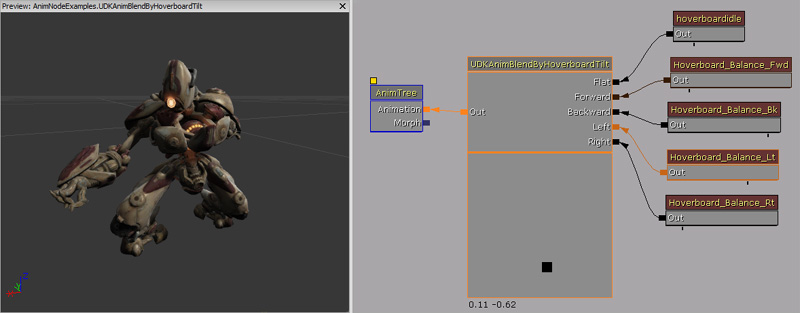 Preview: AnimNodeExamples.UDKAnimBlendByHoverboardTilt
AnimTree
Animation
Morph
UDKAnimBlendByHoverboardTilt
Out
Flat
Forward
Backward
Left
Right
0.11 -0.62
hoverboardidle
Out
Hoverboard_Balance_Fwd
Out
Hoverboard_Balance_Bk
Out
Hoverboard_Balance_Lt
Out
Hoverboard_Balance_Rt
Out